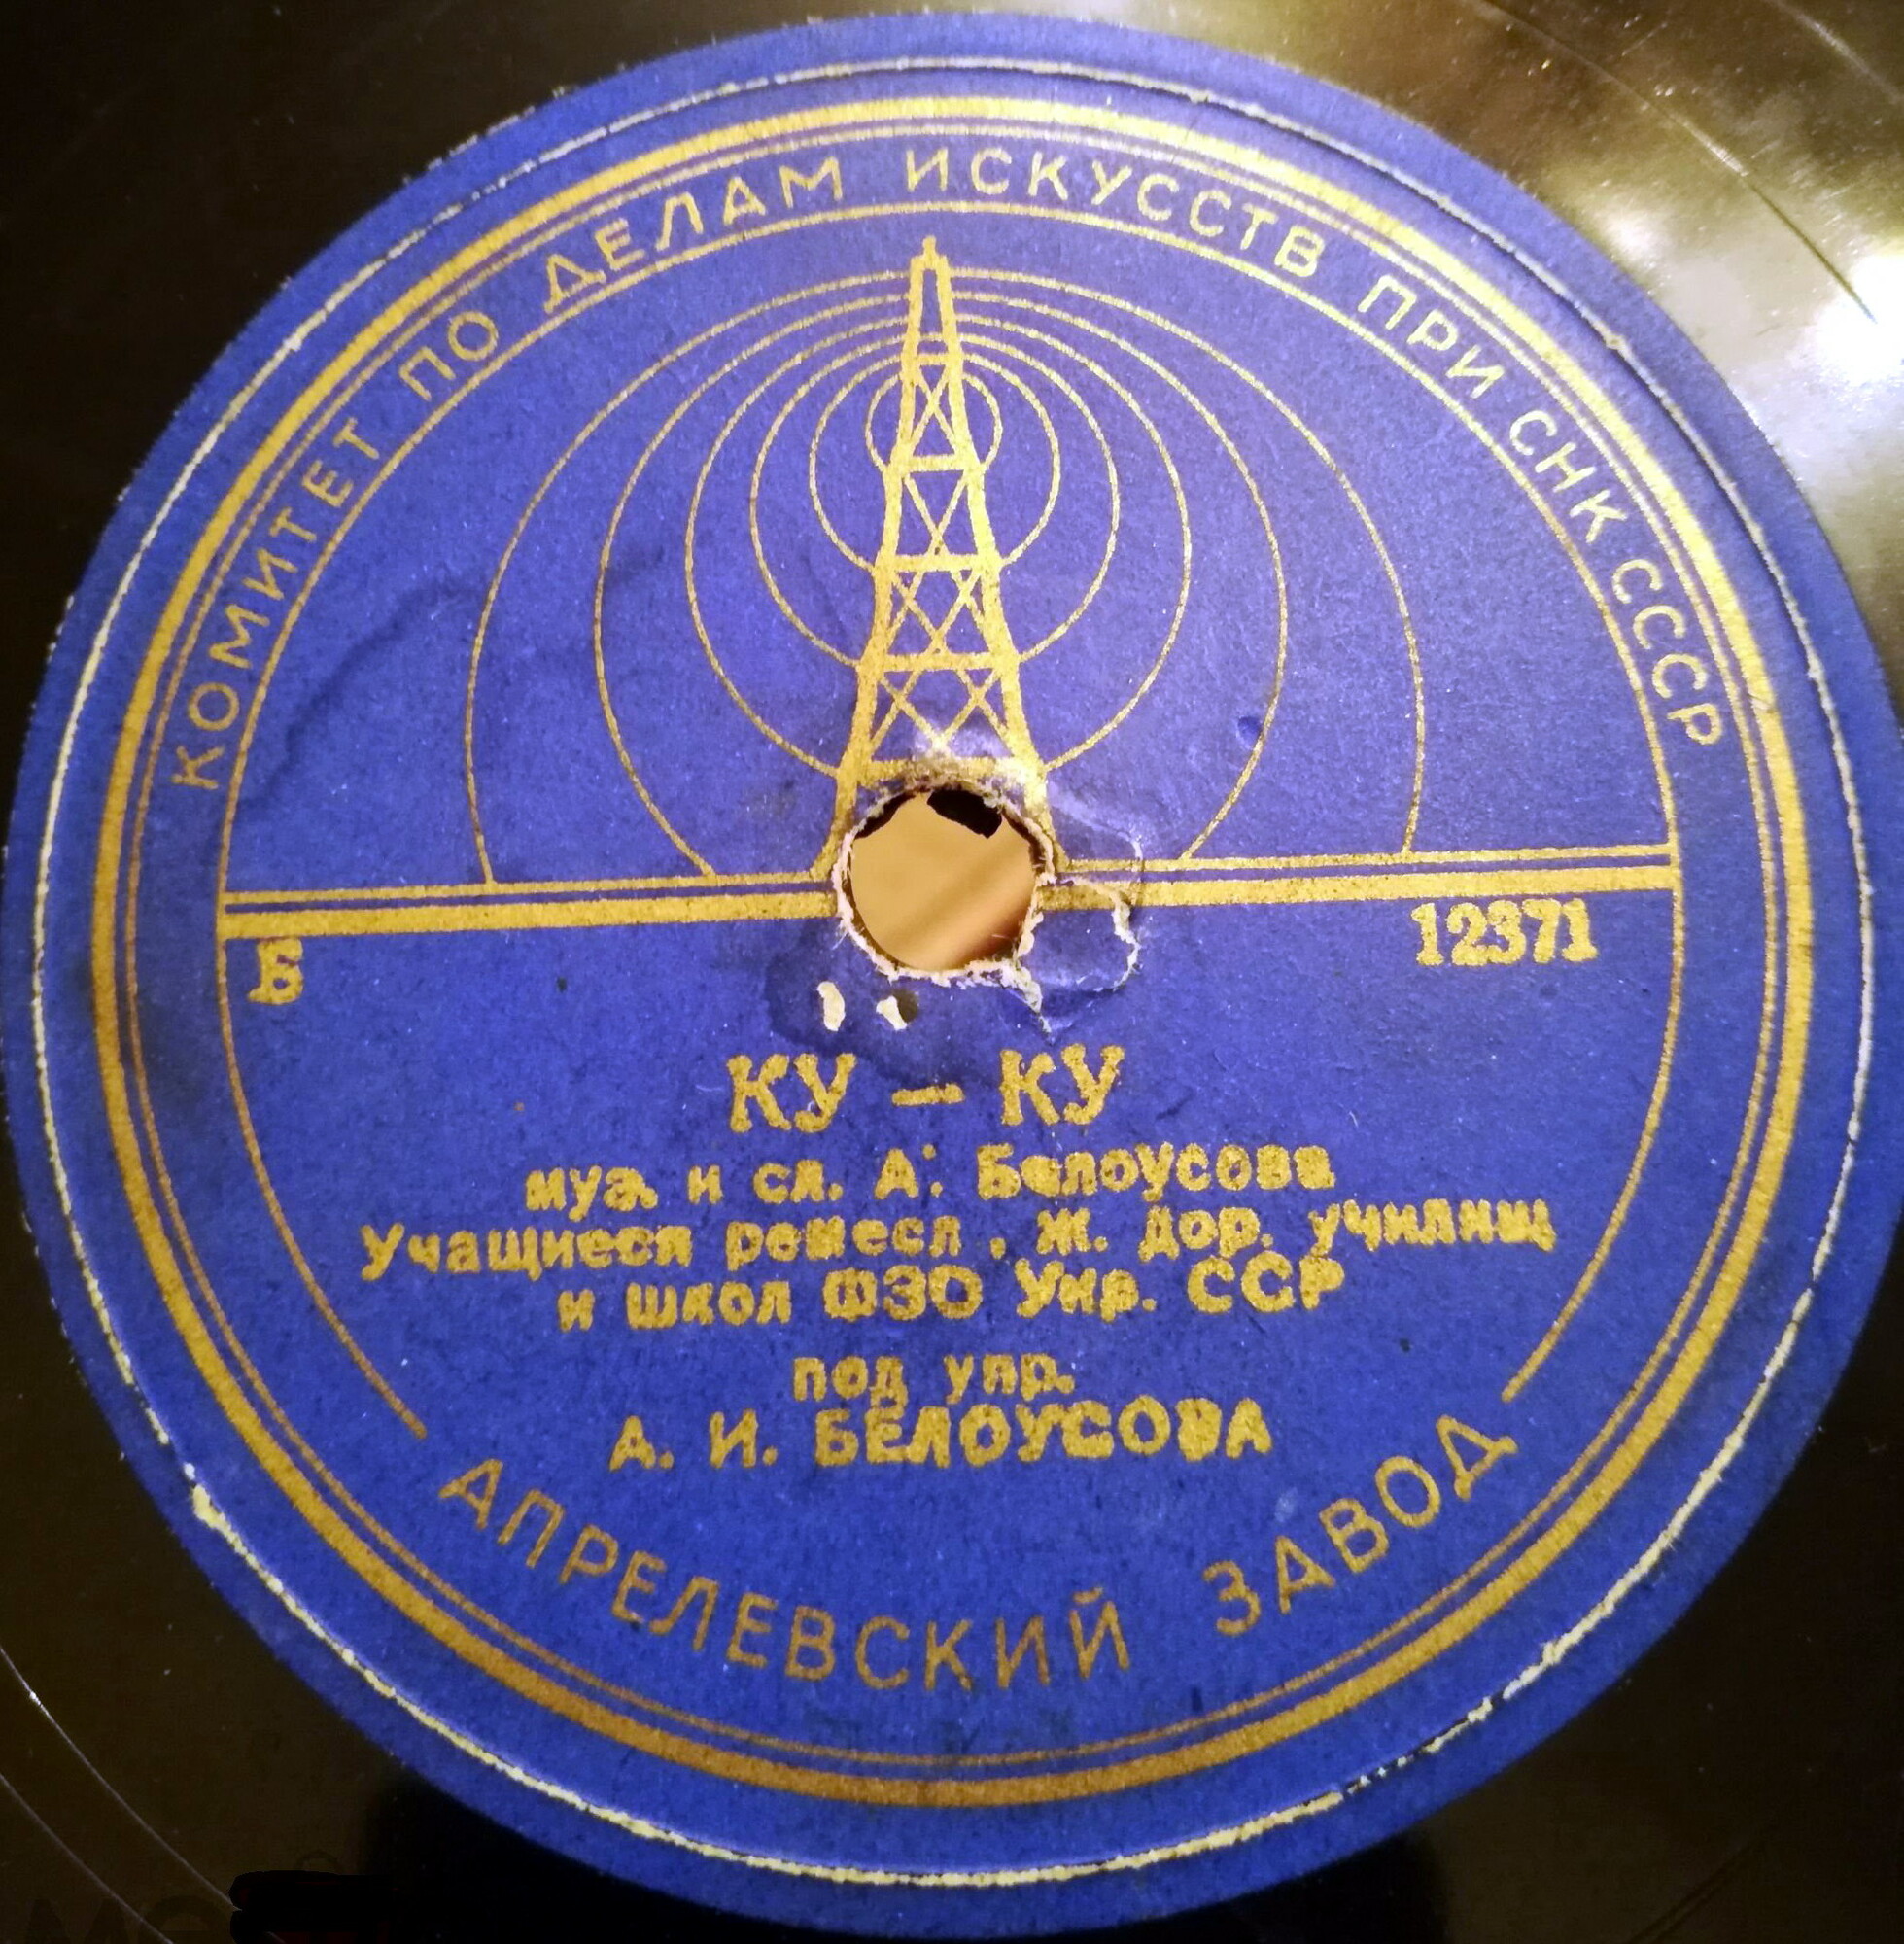 КОМИТЕТ ПО ДЕЛАМ ИСКУССТВ ПРИ СНК СССР
Б
12371
КУ – КУ
муз. и сл. А. Белоусова
Учащиеся ремесл. ж. дор. училищ
и школ ФЗО Укр. ССР
под упр.
А. И. БЕЛОУСОВА
АПРЕЛЕВСКИЙ ЗАВОД